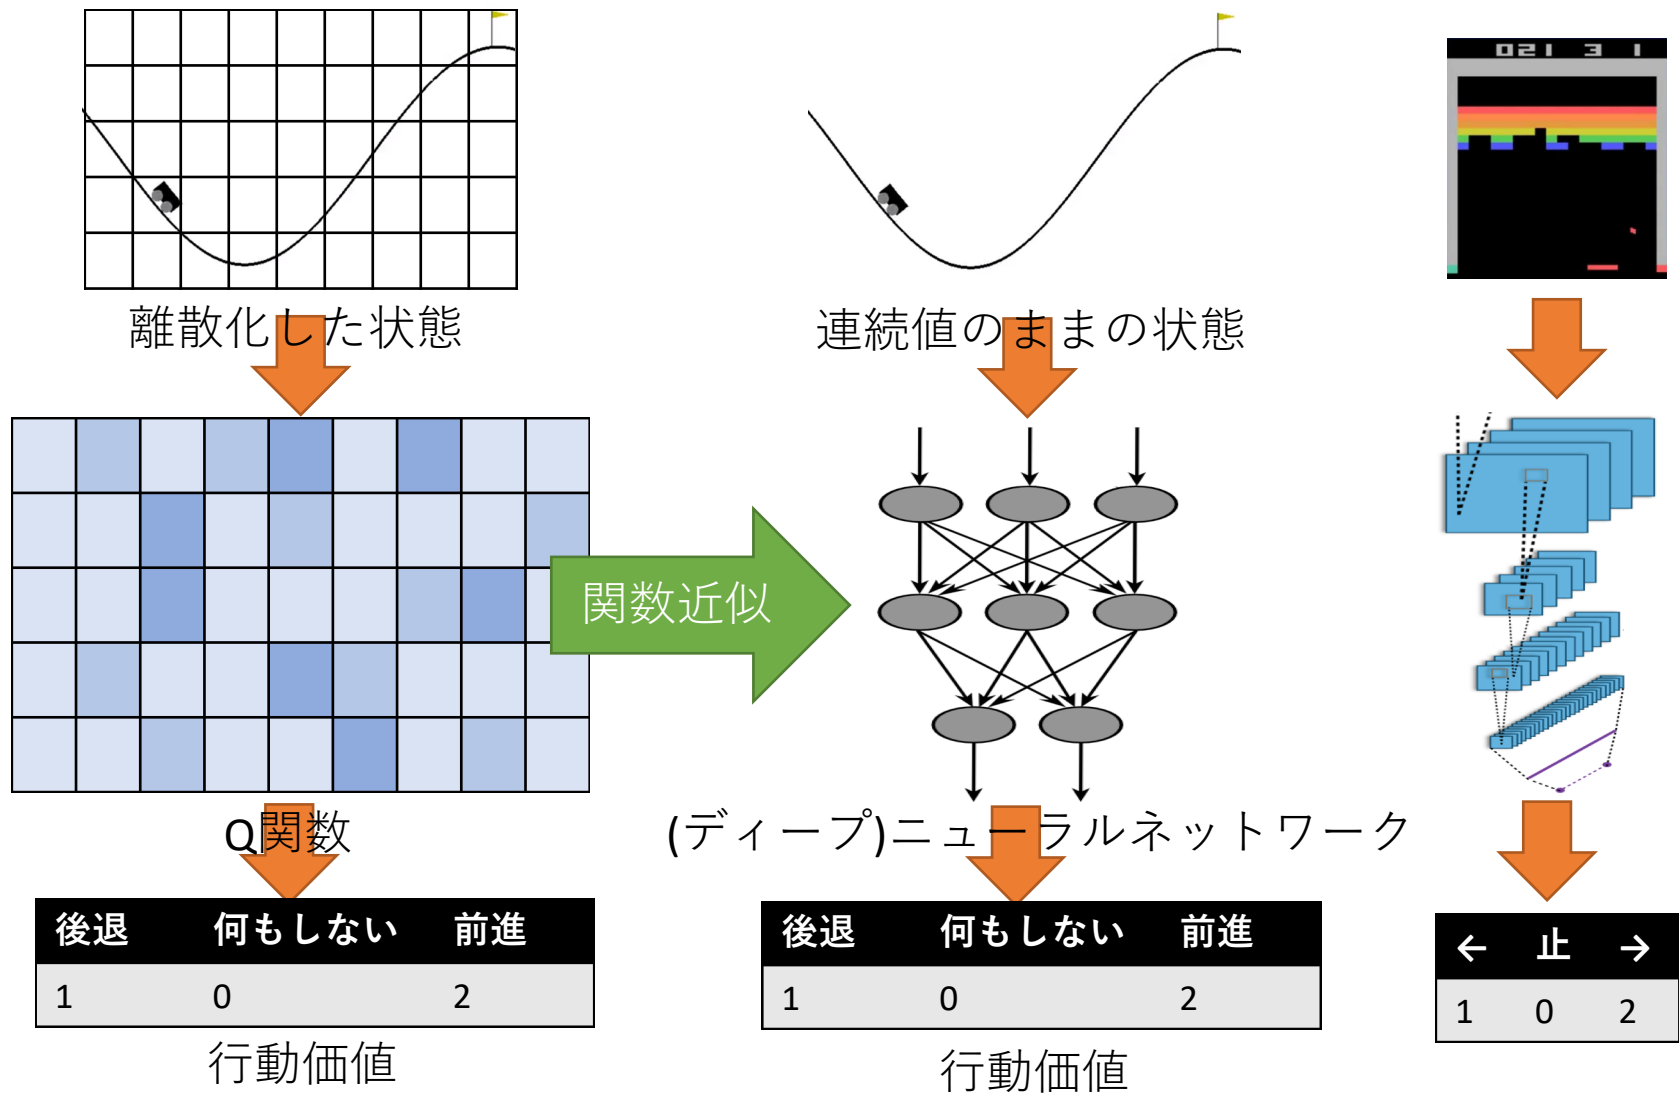 021 3 1
離散化した状態
連続値のままの状態
関数近似
Q関数
(ディープ)ニューラルネットワーク
後退 何もしない 前進
1 0 2
行動価値
後退 何もしない 前進
1 0 2
行動価値
← 止 →
1 0 2